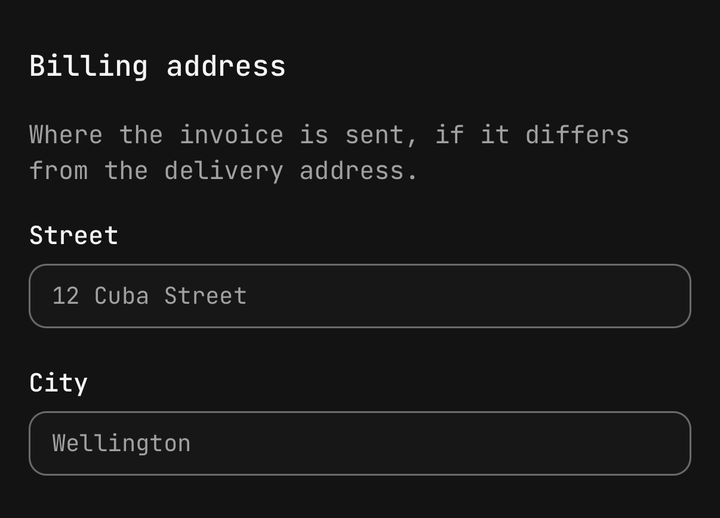 Billing address
Where the invoice is sent, if it differs
from the delivery address.
Street
12 Cuba Street
City
Wellington